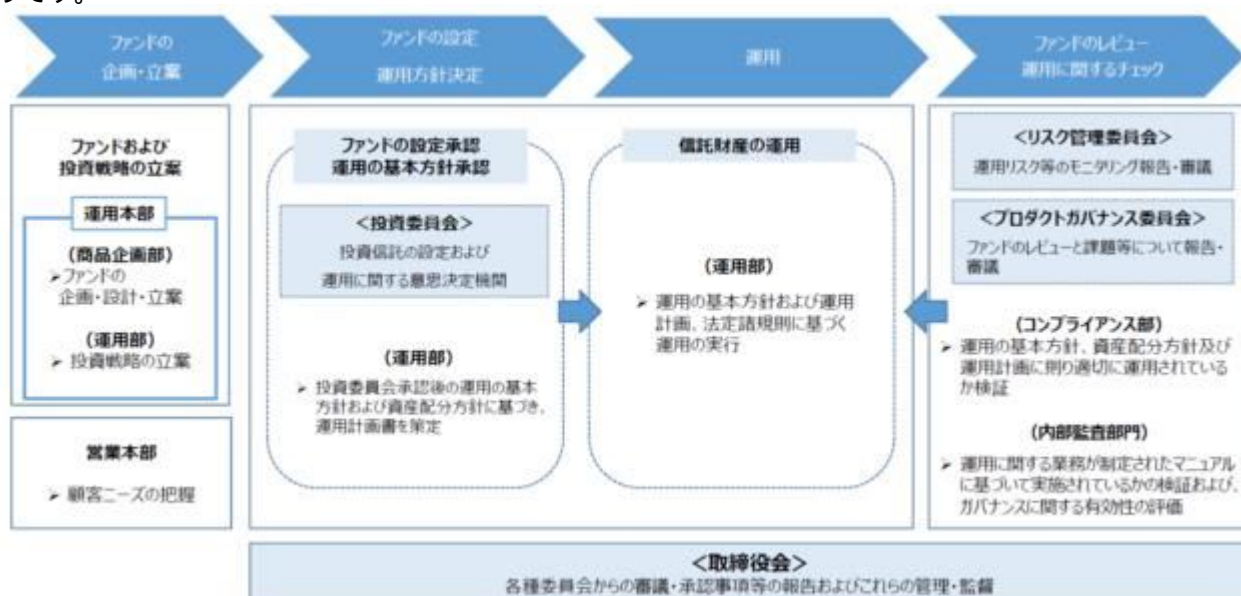 です。
ファンドの
企画・立案
ファンドの設定
運用方針決定
運用
ファンドのレビュー
運用に関するチェック
ファンドおよび
投資戦略の立案
運用本部
(商品企画部)
➢ファンドの
企画・設計・立案
(運用部)
➢ 投資戦略の立案
営業本部
➢ 顧客ニーズの把握
ファンドの設定承認
運用の基本方針承認
<投資委員会>
投資信託の設定および
運用に関する意思決定機関
(運用部)
➢ 投資委員会承認後の運用の基本
方針および資産配分方針に基づき、
運用計画書を策定
信託財産の運用
(運用部)
➢ 運用の基本方針および運用
計画、法定諸規則に基づく
運用の実行
<リスク管理委員会>
運用リスク等のモニタリング報告・審議
<プロダクトガバナンス委員会>
ファンドのレビューと課題等について報告・
審議
(コンプライアンス部)
➢ 運用の基本方針、資産配分方針及び
運用計画に則り適切に運用されている
か検証
(内部監査部門)
➢ 運用に関する業務が制定されたマニュアル
に基づいて実施されているかの検証および、
ガバナンスに関する有効性の評価
<取締役会>
各種委員会からの審議・承認事項等の報告およびこれらの管理・監督